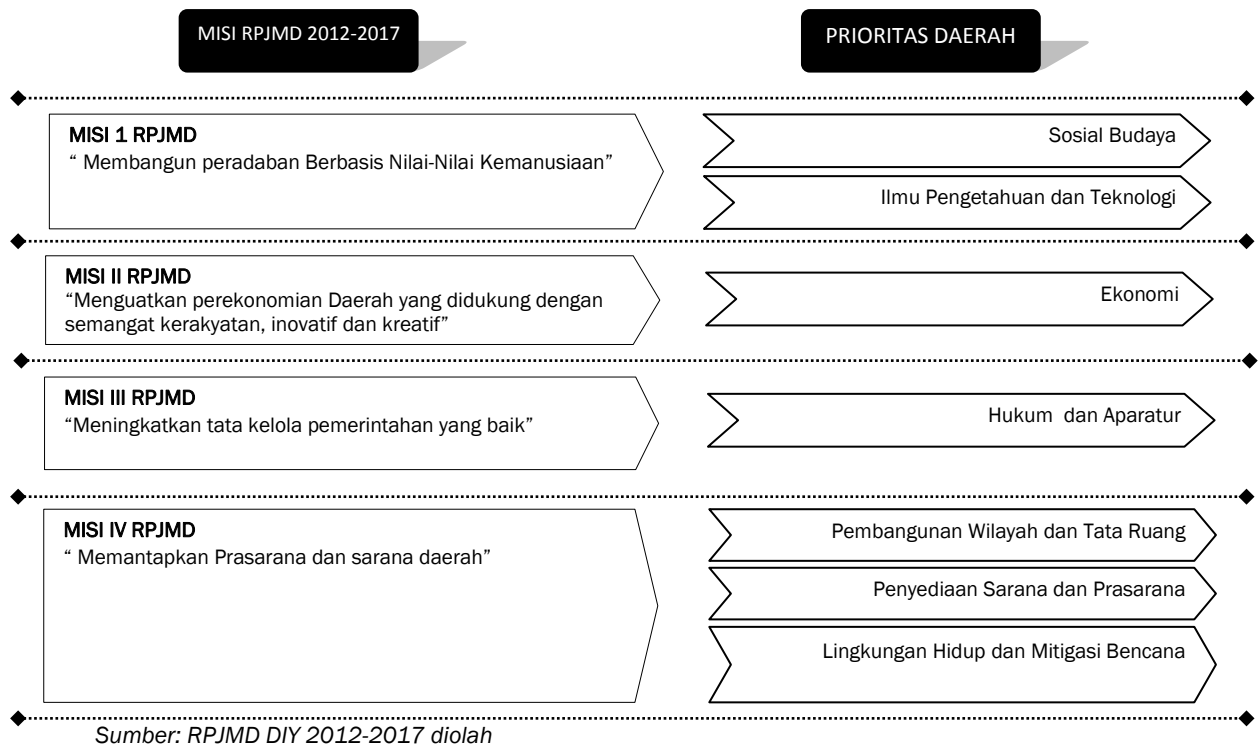 MISI RPJMD 2012-2017
PRIORITAS DAERAH
MISI 1 RPJMD
“ Membangun peradaban Berbasis Nilai-Nilai Kemanusiaan”
Sosial Budaya
Ilmu Pengetahuan dan Teknologi
MISI II RPJMD
“Menguatkan perekonomian Daerah yang didukung dengan
semangat kerakyatan, inovatif dan kreatif”
Ekonomi
MISI III RPJMD
“Meningkatkan tata kelola pemerintahan yang baik”
Hukum dan Aparatur
MISI IV RPJMD
“ Memantapkan Prasarana dan sarana daerah”
Pembangunan Wilayah dan Tata Ruang
Penyediaan Sarana dan Prasarana
Lingkungan Hidup dan Mitigasi Bencana
Sumber: RPJMD DIY 2012-2017 diolah